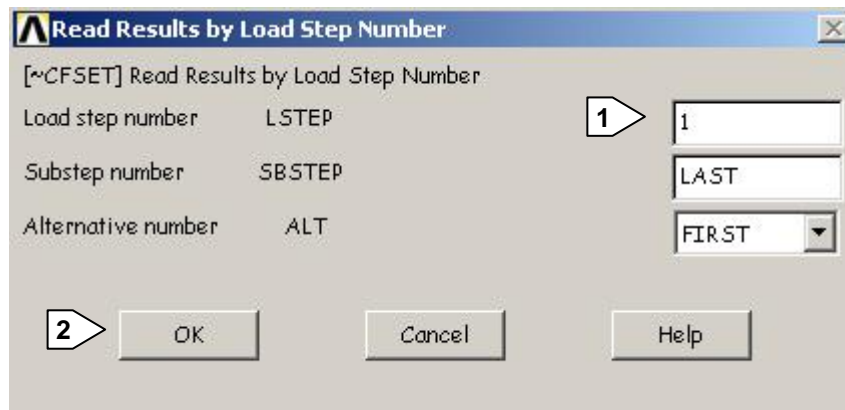 Read Results by Load Step Number
[~CFSET] Read Results by Load Step Number
Load step number LSTEP 1 1
Substep number SBSTEP LAST
Alternative number ALT FIRST
2 OK Cancel Help